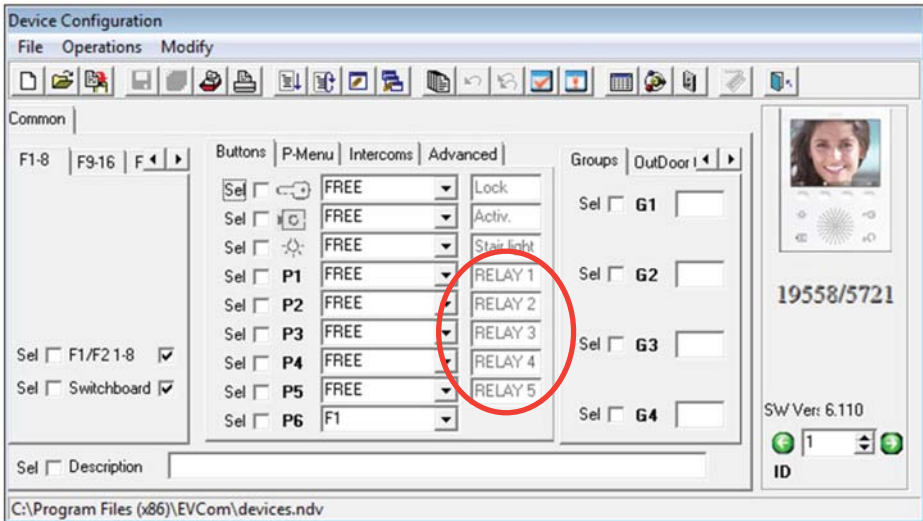 Device Configuration
File Operations Modify
Common
F1-8 F9-16 F
Buttons P-Menu Intercoms Advanced
Groups OutDoor
Sel FREE Lock
Sel FREE Activ.
Sel FREE Stair light
Sel P1 FREE RELAY 1
Sel P2 FREE RELAY 2
Sel P3 FREE RELAY 3
Sel P4 FREE RELAY 4
Sel P5 FREE RELAY 5
Sel P6 F1
Sel F1/F2 1-8
Sel Switchboard
Sel G1
Sel G2
Sel G3
Sel G4
19558/5721
SW Ver: 6.110
1
ID
Sel Description
C:\Program Files (x86)\EVCom\devices.ndv